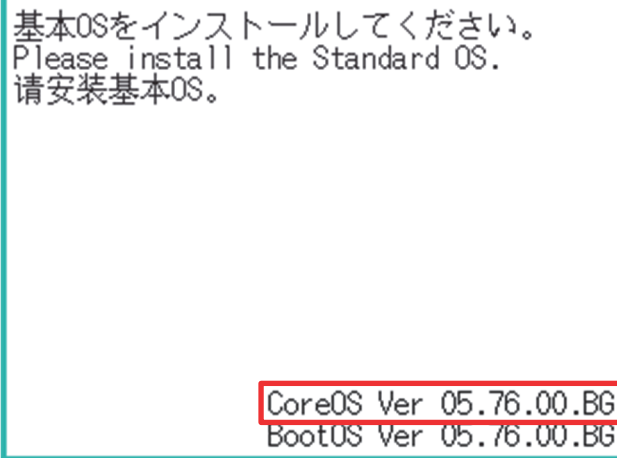 基本OSをインストールしてください。
Please install the Standard OS.
请安装基本OS。
CoreOS Ver 05.76.00.BG
BootOS Ver 05.76.00.BG